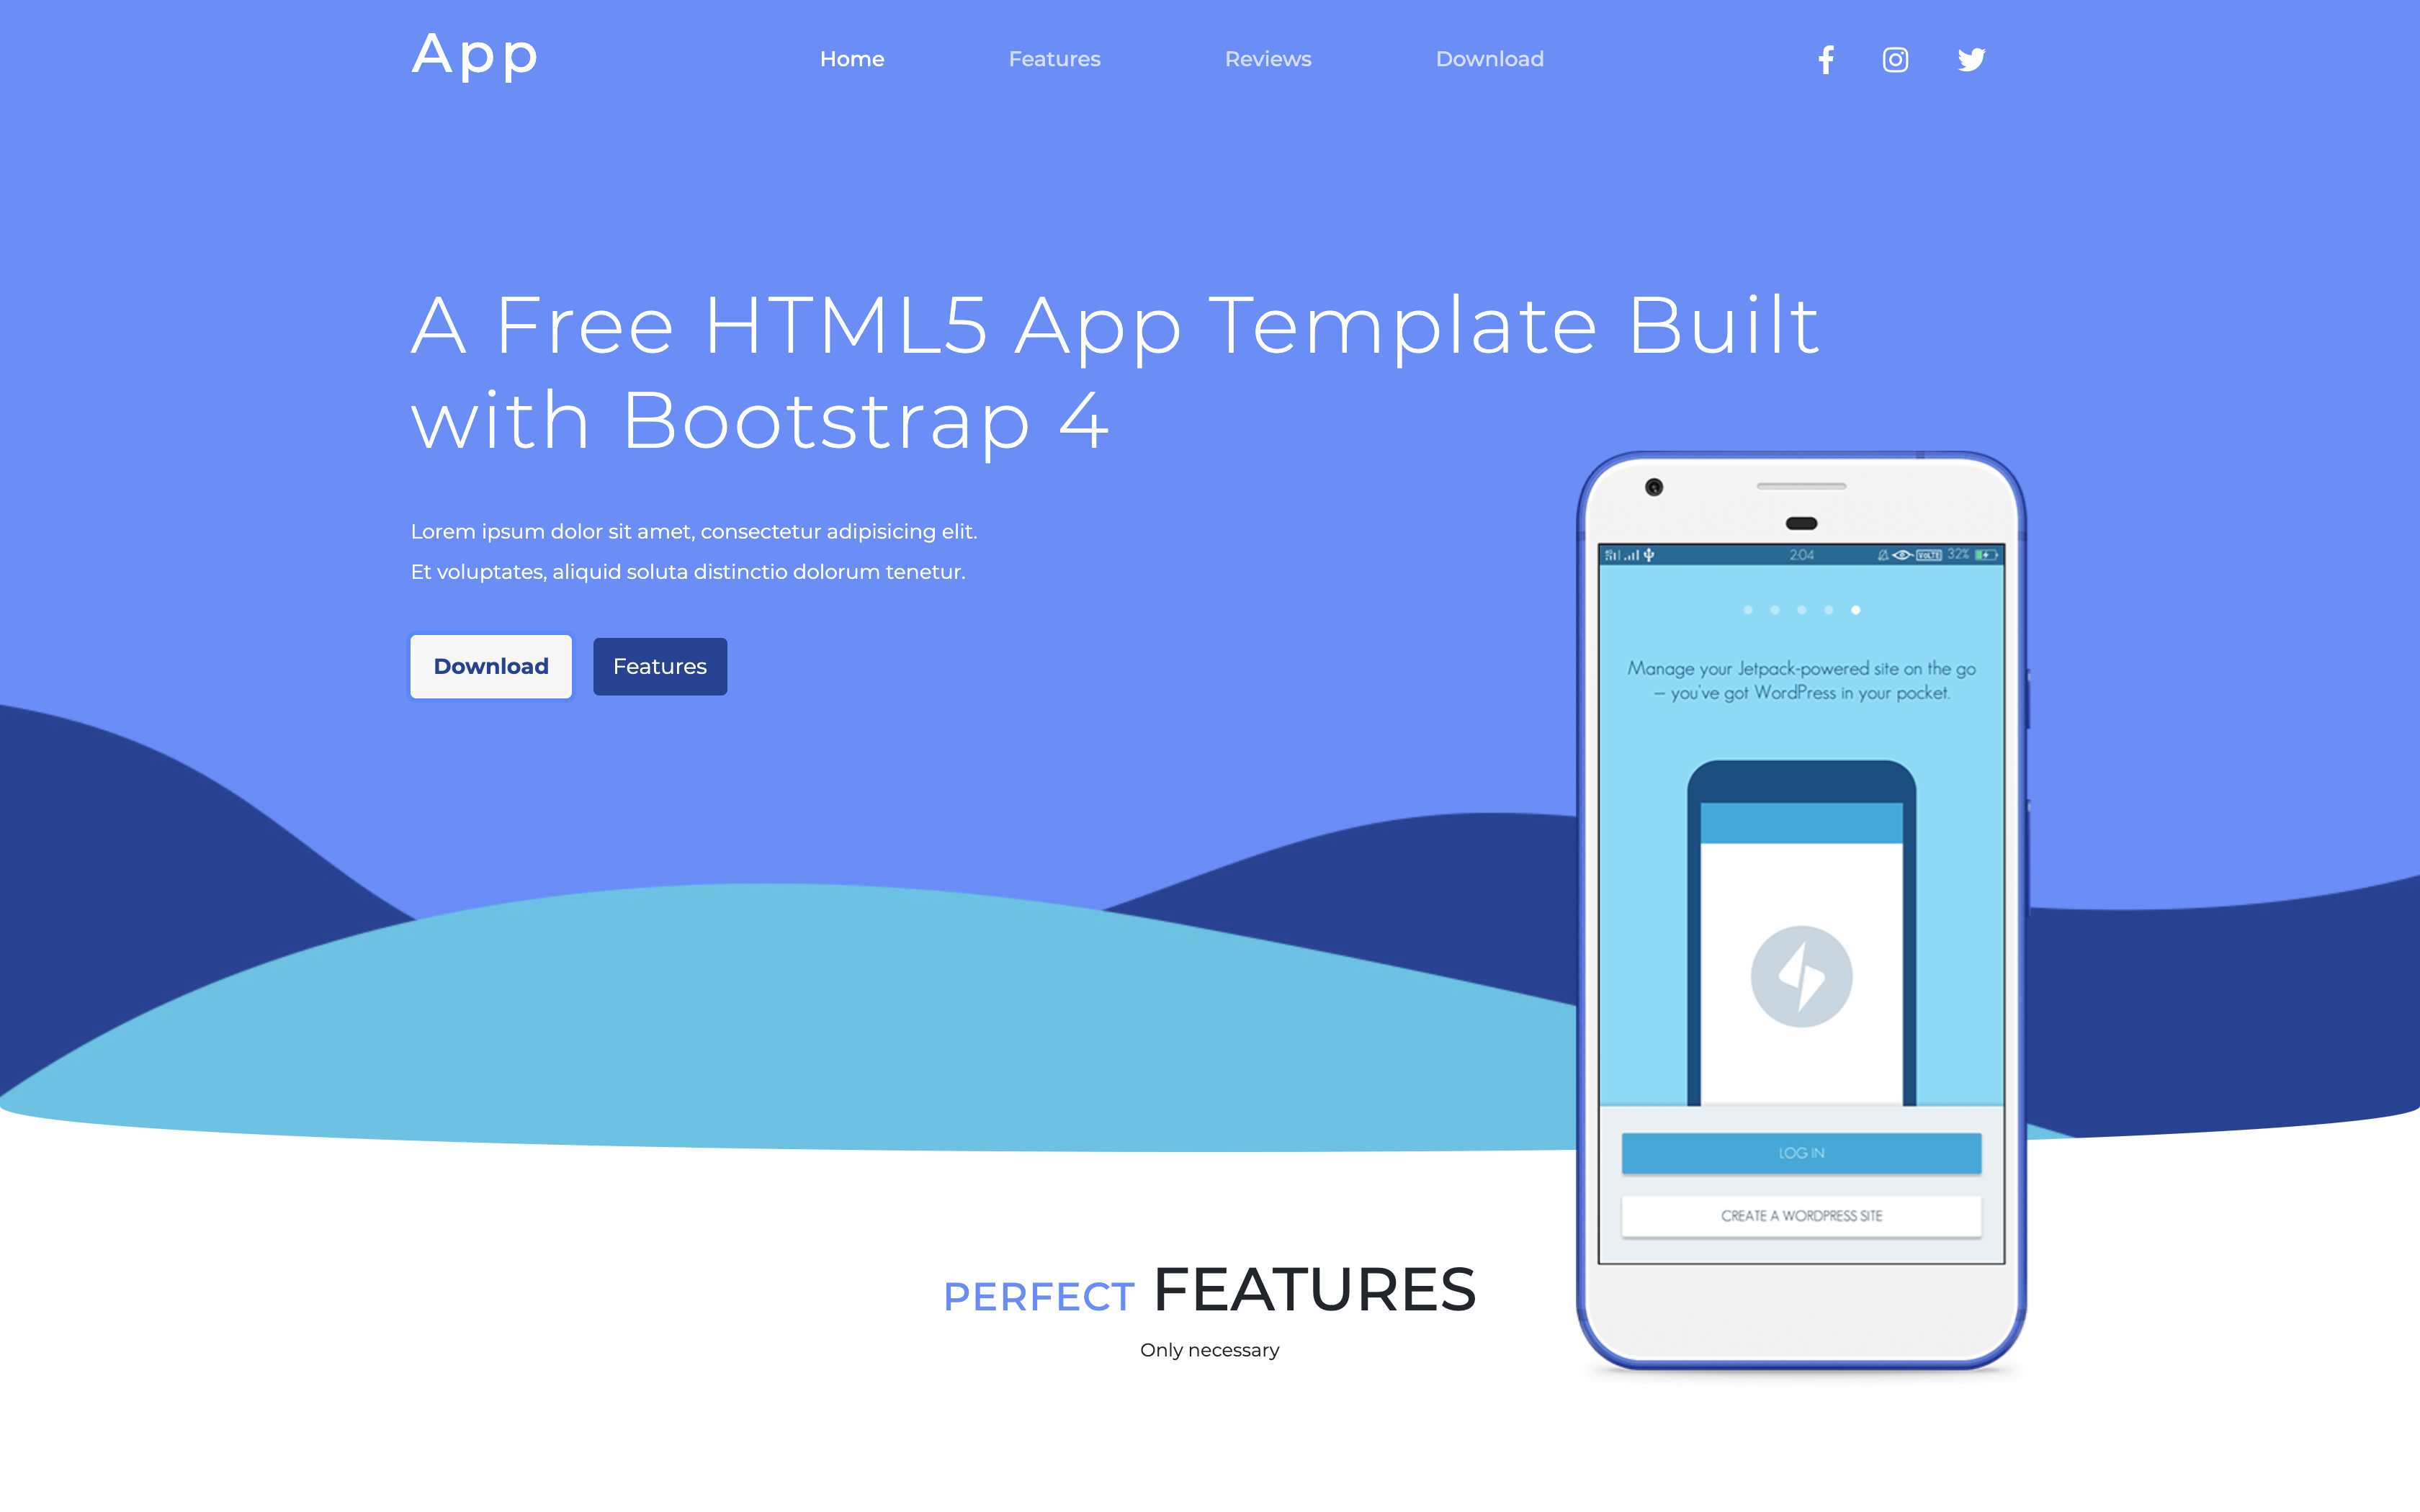 App
Home
Features
Reviews
Download
A Free HTML5 App Template Built
with Bootstrap 4
Lorem ipsum dolor sit amet, consectetur adipisicing elit.
Et voluptates, aliquid soluta distinctio dolorum tenetur.
Download
Features
2:04
VOLTE
32%
Manage your Jetpack-powered site on the go
– you've got WordPress in your pocket.
LOG IN
CREATE A WORDPRESS SITE
PERFECT FEATURES
Only necessary